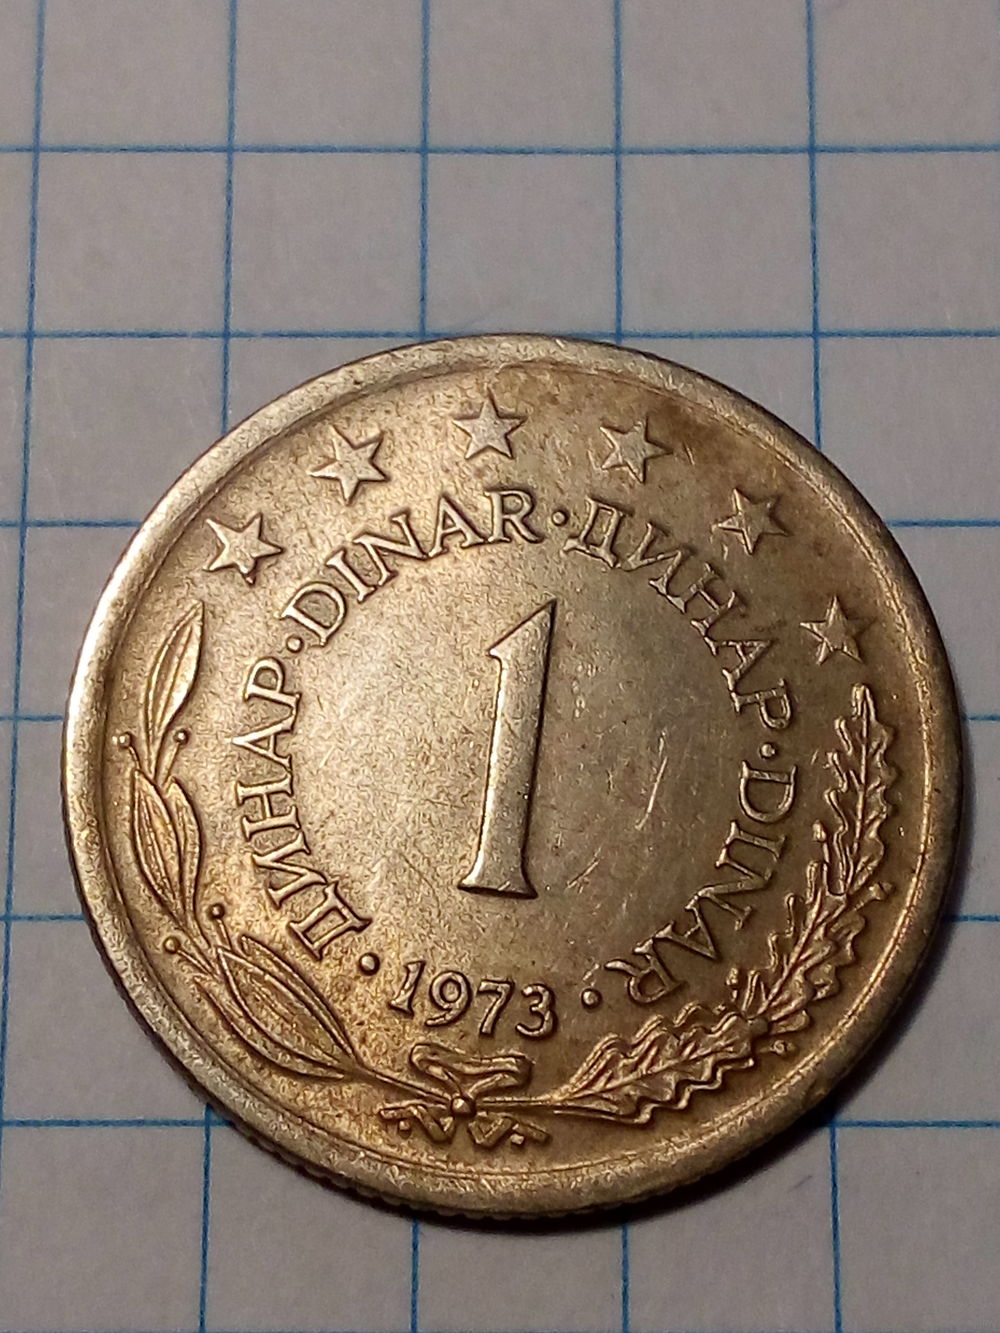 ДИНАР · DINAR · ДИНАР · DINAR
1
· 1973 ·